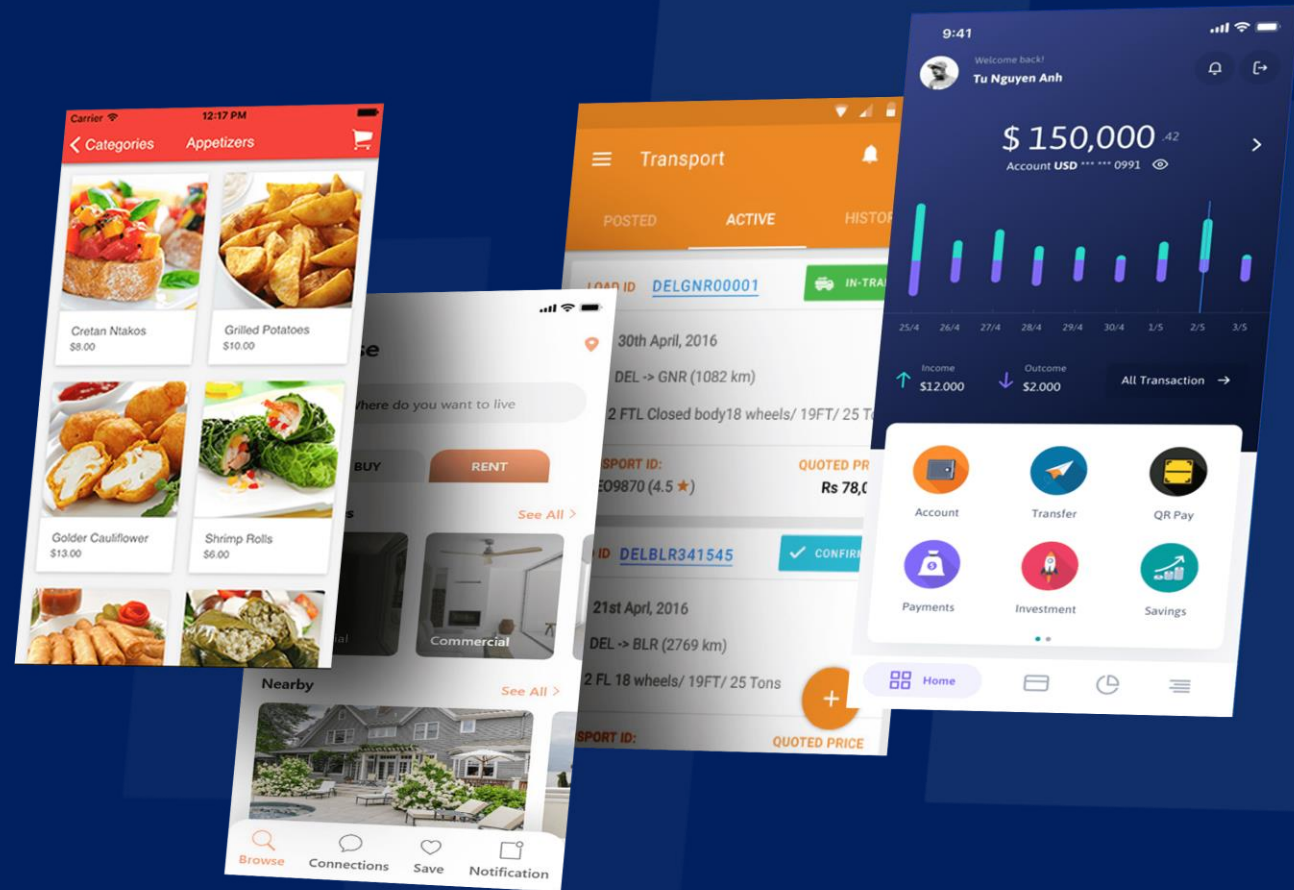 Carrier 12:17 PM
Categories Appetizers
Cretan Ntakos
$8.00
Grilled Potatoes
$10.00
Golder Cauliflower
$13.00
Shrimp Rolls
$6.00
Where do you want to live
BUY RENT
See All >
Commercial
Nearby See All >
Browse Connections Save Notification
Transport
POSTED ACTIVE
LOAD ID DELGNR00001
30th April, 2016
DEL -> GNR (1082 km)
2 FTL Closed body18 wheels/ 19FT/ 25
ID:
QUOTED
(4.5 ★) Rs
ID DELBLR341545
21st Aprl, 2016
DEL -> BLR (2769 km)
2 FL 18 wheels/ 19FT/ 25 Tons
ID:
QUOTED PRICE
9:41
Welcome back!
Tu Nguyen Anh
$ 150,000 .42
Account USD *** *** 0991
25/4 26/4 27/4 28/4 29/4 30/4 1/5 2/5 3/5
Income
$12.000
Outcome
$2.000
All Transaction →
Account Transfer QR Pay
Payments Investment Savings
Home